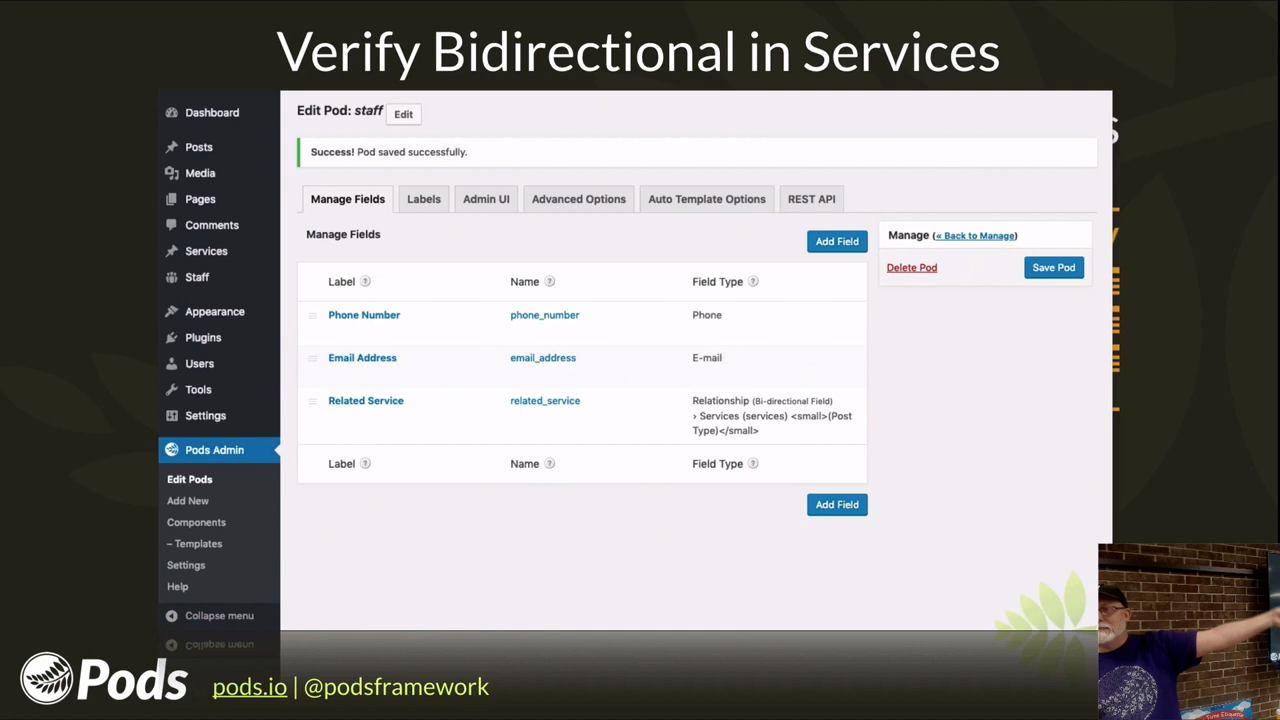 Verify Bidirectional in Services
Dashboard
Posts
Media
Pages
Comments
Services
Staff
Appearance
Plugins
Users
Tools
Settings
Pods Admin
Edit Pods
Add New
Components
– Templates
Settings
Help
Collapse menu
Collapse menu
Edit Pod: staff Edit
Success! Pod saved successfully.
Manage Fields Labels Admin UI Advanced Options Auto Template Options REST API
Manage Fields Add Field
Label ? Name ? Field Type ?
Phone Number phone_number Phone
Email Address email_address E-mail
Related Service related_service Relationship (Bi-directional Field)
› Services (services) <small>(Post
Type)</small>
Label ? Name ? Field Type ?
Add Field
Manage (« Back to Manage)
Delete Pod Save Pod
Pods pods.io | @podsframework